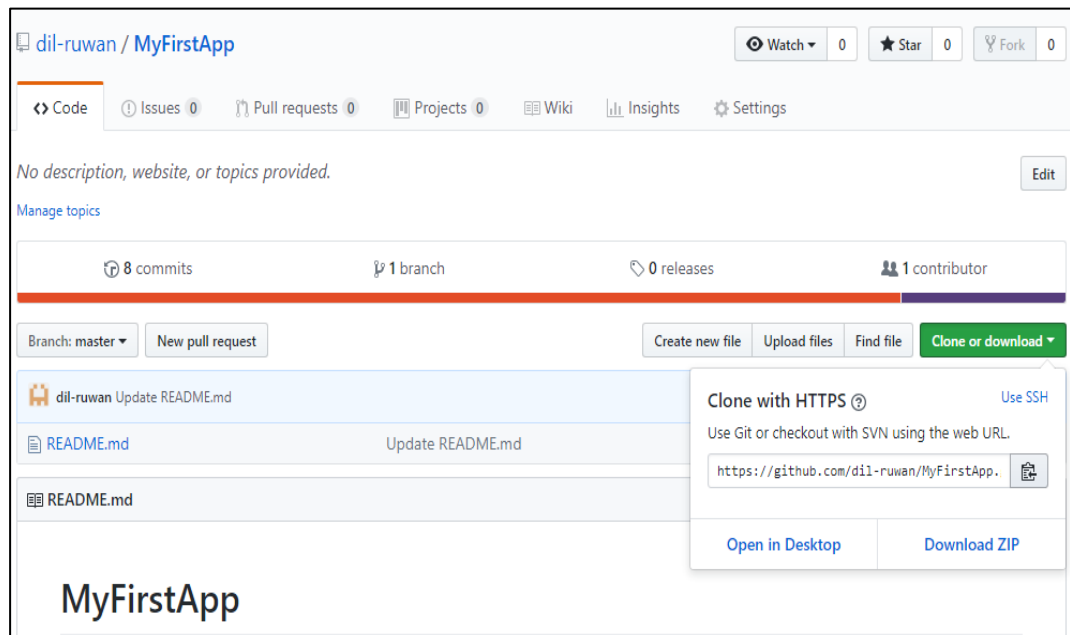 dil-ruwan / MyFirstApp
Watch 0 Star 0 Fork 0
Code Issues 0 Pull requests 0 Projects 0 Wiki Insights Settings
No description, website, or topics provided. Edit
Manage topics
8 commits 1 branch 0 releases 1 contributor
Branch: master New pull request Create new file Upload files Find file Clone or download
dil-ruwan Update README.md
README.md Update README.md
README.md
MyFirstApp
Clone with HTTPS Use SSH
Use Git or checkout with SVN using the web URL.
https://github.com/dil-ruwan/MyFirstApp.
Open in Desktop Download ZIP